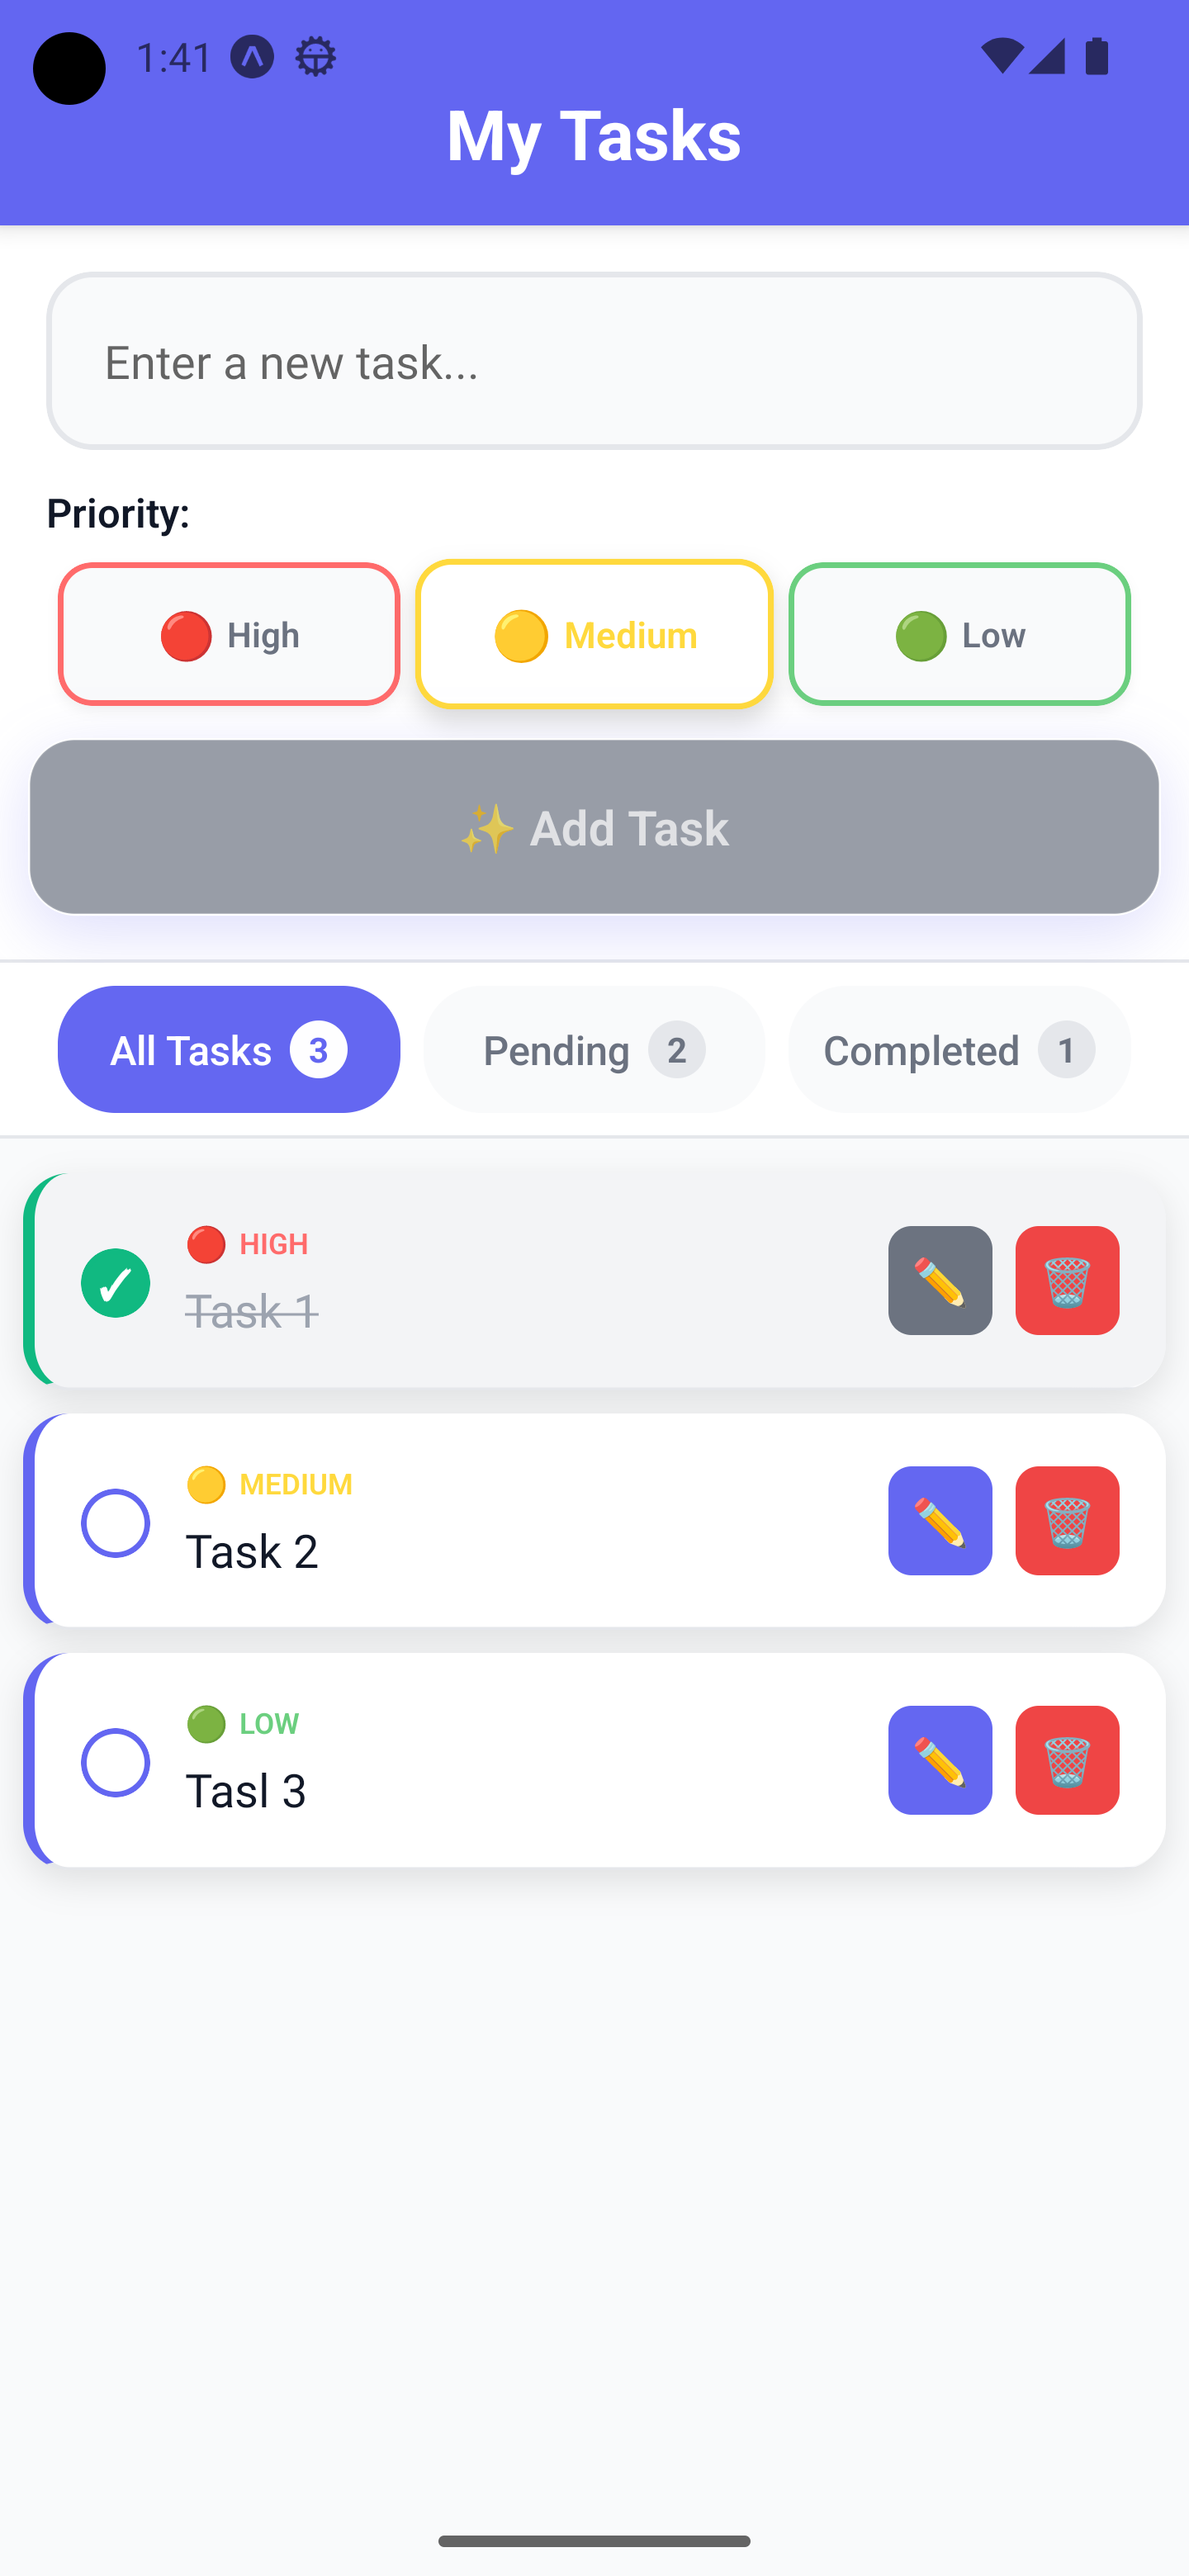 1:41
My Tasks
Enter a new task...
Priority:
🔴 High 🟡 Medium 🟢 Low
✨ Add Task
All Tasks 3 Pending 2 Completed 1
🔴 HIGH
✓ Task 1
🟡 MEDIUM
Task 2
🟢 LOW
Tasl 3